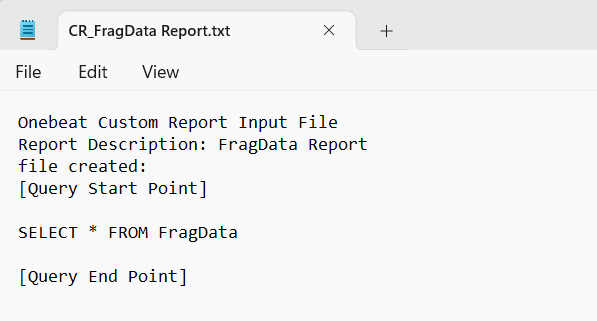 CR_FragData Report.txt
File Edit View
Onebeat Custom Report Input File
Report Description: FragData Report
file created:
[Query Start Point]
SELECT * FROM FragData
[Query End Point]